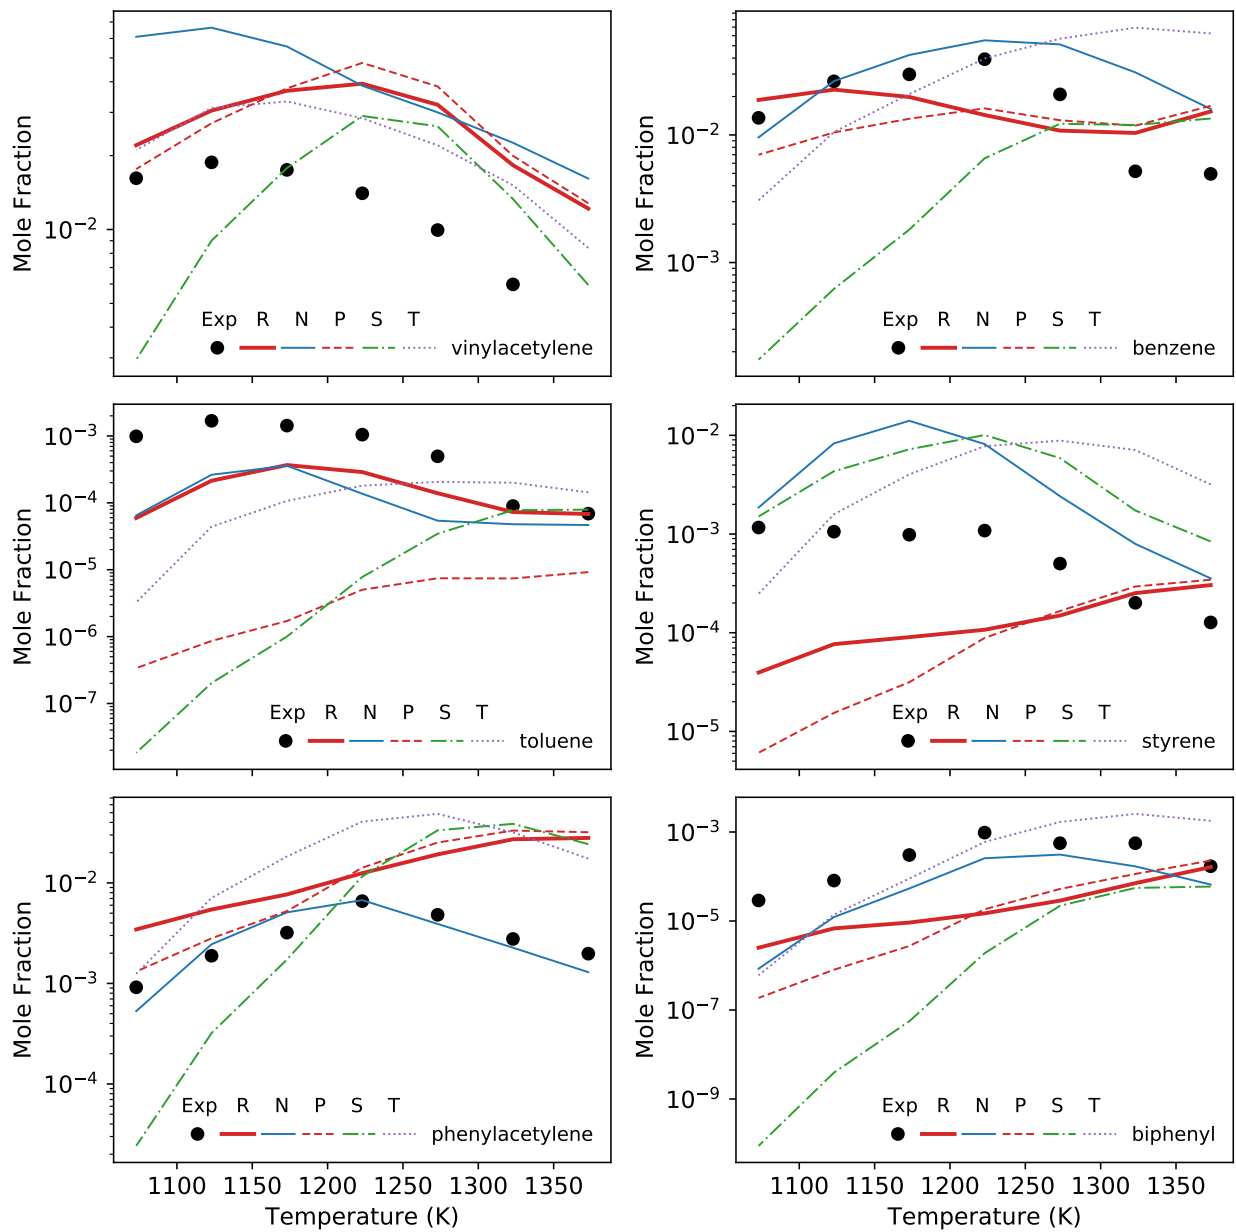 Mole Fraction
10⁻²
Exp R N P S T
vinylacetylene
Mole Fraction
10⁻²
10⁻³
Exp R N P S T
benzene
Mole Fraction
10⁻³
10⁻⁴
10⁻⁵
10⁻⁶
10⁻⁷
Exp R N P S T
toluene
Mole Fraction
10⁻²
10⁻³
10⁻⁴
10⁻⁵
Exp R N P S T
styrene
Mole Fraction
10⁻²
10⁻³
10⁻⁴
Exp R N P S T
phenylacetylene
1100 1150 1200 1250 1300 1350
Temperature (K)
Mole Fraction
10⁻³
10⁻⁵
10⁻⁷
10⁻⁹
Exp R N P S T
biphenyl
1100 1150 1200 1250 1300 1350
Temperature (K)